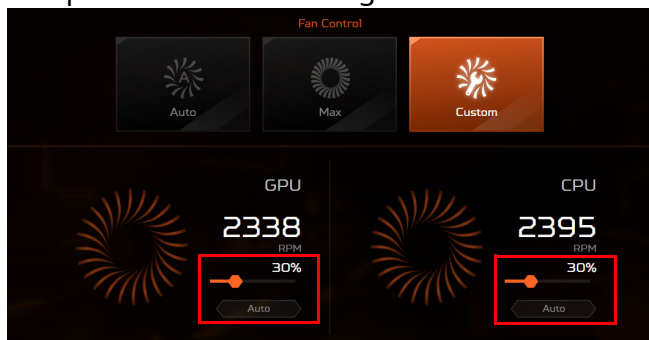 Fan Control
A
Auto
Max
Custom
GPU
2338
RPM
30%
Auto
CPU
2395
RPM
30%
Auto